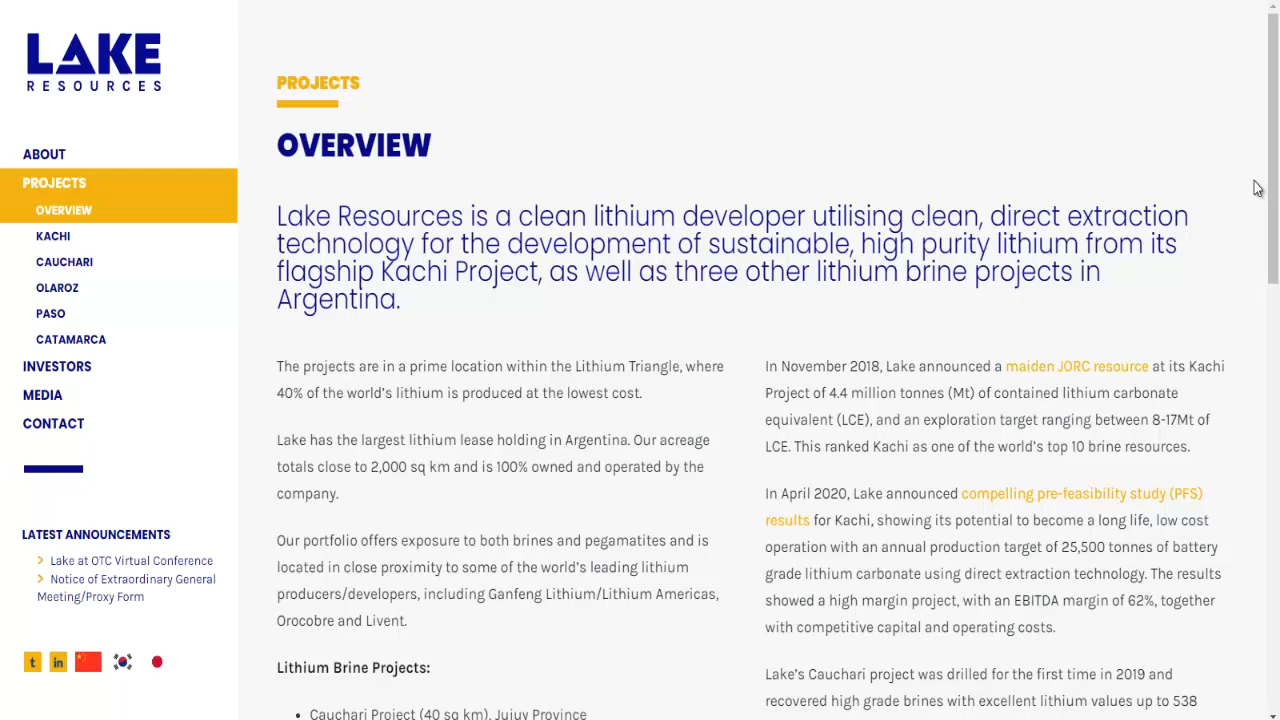 LAKE
RESOURCES
ABOUT
PROJECTS
OVERVIEW
KACHI
CAUCHARI
OLAROZ
PASO
CATAMARCA
INVESTORS
MEDIA
CONTACT
LATEST ANNOUNCEMENTS
Lake at OTC Virtual Conference
Notice of Extraordinary General
Meeting/Proxy Form
t
in
PROJECTS
OVERVIEW
Lake Resources is a clean lithium developer utilising clean, direct extraction
technology for the development of sustainable, high purity lithium from its
flagship Kachi Project, as well as three other lithium brine projects in
Argentina.
The projects are in a prime location within the Lithium Triangle, where
40% of the world's lithium is produced at the lowest cost.
Lake has the largest lithium lease holding in Argentina. Our acreage
totals close to 2,000 sq km and is 100% owned and operated by the
company.
Our portfolio offers exposure to both brines and pegamatites and is
located in close proximity to some of the world's leading lithium
producers/developers, including Ganfeng Lithium/Lithium Americas,
Orocobre and Livent.
Lithium Brine Projects:
• Cauchari Project (40 sq km), Jujuy Province
In November 2018, Lake announced a maiden JORC resource at its Kachi
Project of 4.4 million tonnes (Mt) of contained lithium carbonate
equivalent (LCE), and an exploration target ranging between 8-17Mt of
LCE. This ranked Kachi as one of the world's top 10 brine resources.
In April 2020, Lake announced compelling pre-feasibility study (PFS)
results for Kachi, showing its potential to become a long life, low cost
operation with an annual production target of 25,500 tonnes of battery
grade lithium carbonate using direct extraction technology. The results
showed a high margin project, with an EBITDA margin of 62%, together
with competitive capital and operating costs.
Lake's Cauchari project was drilled for the first time in 2019 and
recovered high grade brines with excellent lithium values up to 538